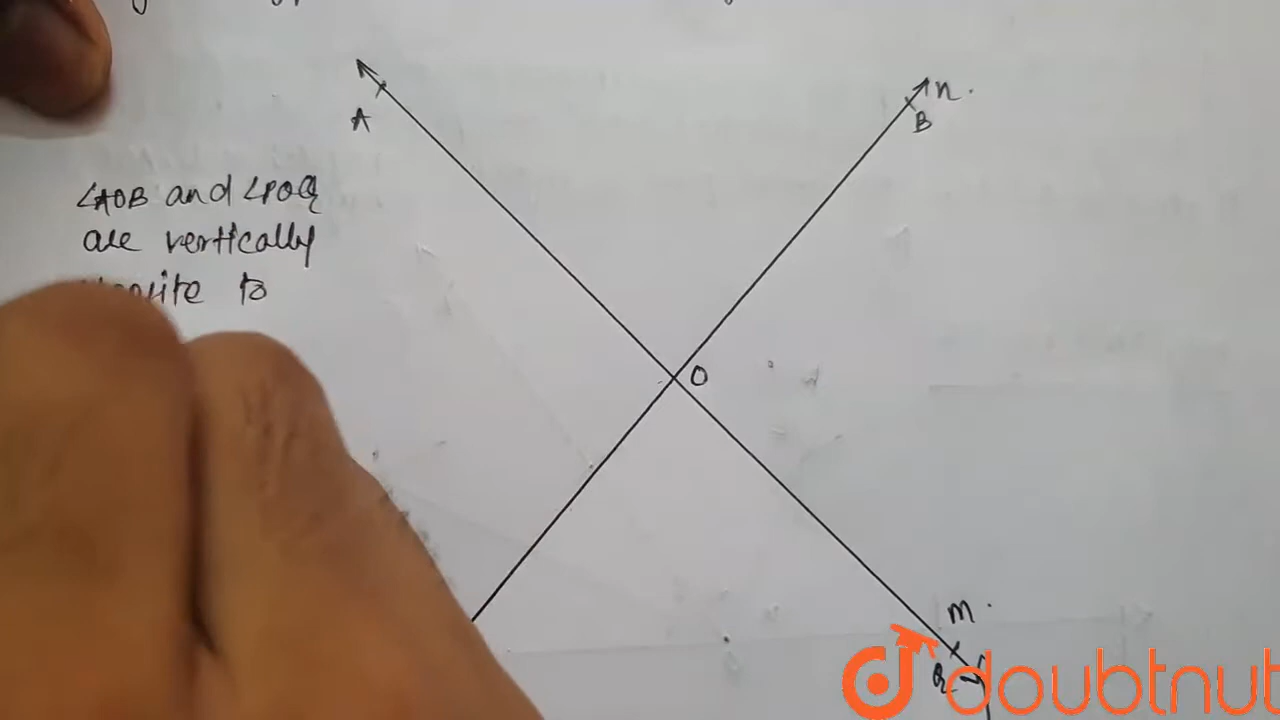 A
n.
B
∠AOB and ∠POQ
are vertically
to
O
M.
Q
doubtnut